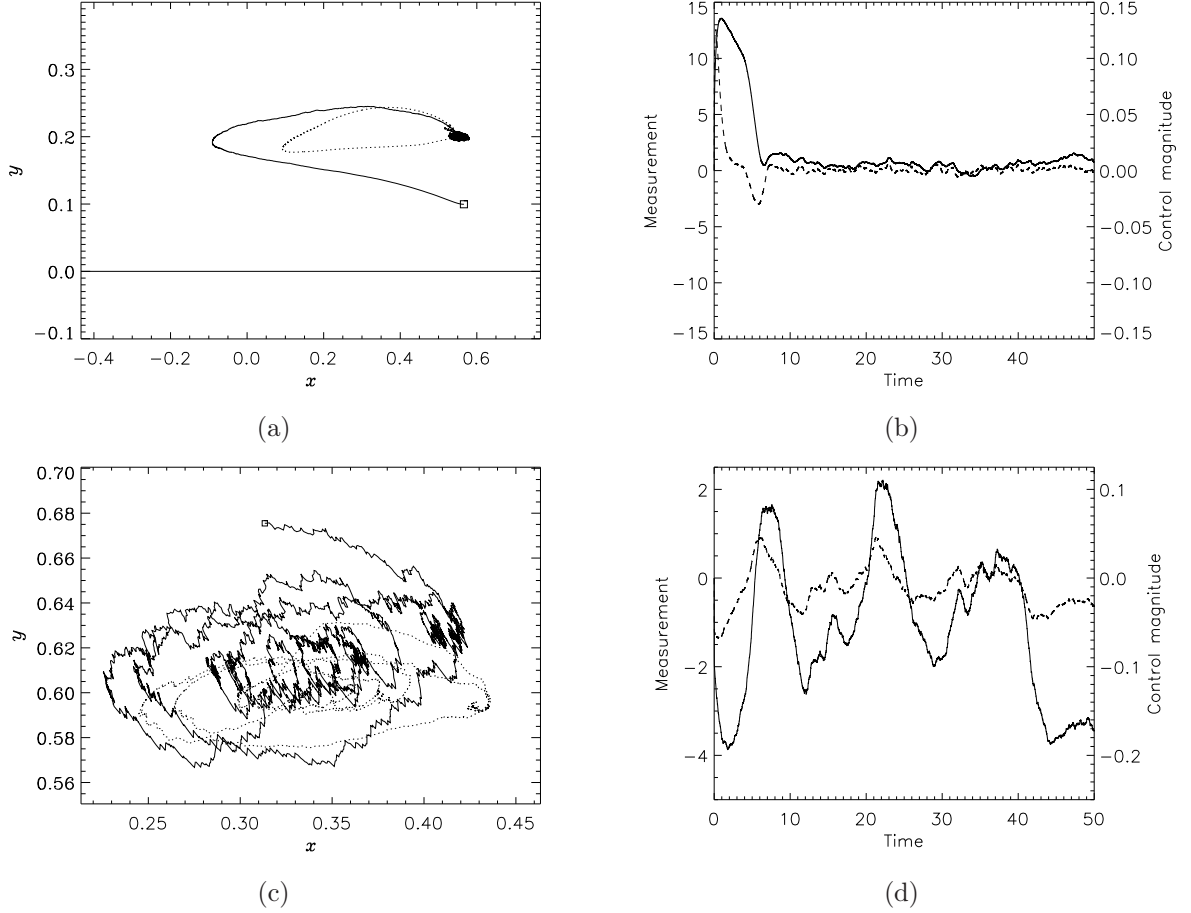 0.3
0.2
0.1
0.0
−0.1
y
−0.4 −0.2 0.0 0.2 0.4 0.6
x
(a)
15
10
5
0
−5
−10
−15
Measurement
0.15
0.10
0.05
0.00
−0.05
−0.10
−0.15
Control magnitude
0 10 20 30 40
Time
(b)
0.70
0.68
0.66
0.64
0.62
0.60
0.58
0.56
y
0.25 0.30 0.35 0.40 0.45
x
(c)
2
0
−2
−4
Measurement
0.1
0.0
−0.1
−0.2
Control magnitude
0 10 20 30 40 50
Time
(d)